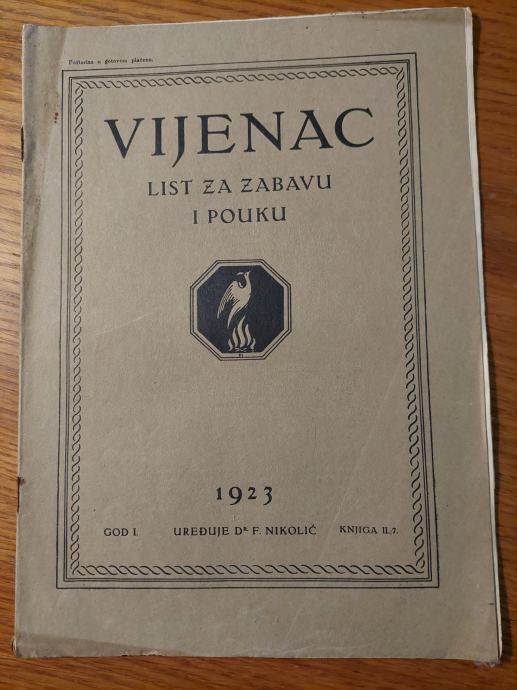 Poštarina u gotovom plaćena.
VIJENAC
LIST ZA ZABAVU
I POUKU
1923
GOD I. UREĐUJE DR. F. NIKOLIĆ KNJIGA II.,7.